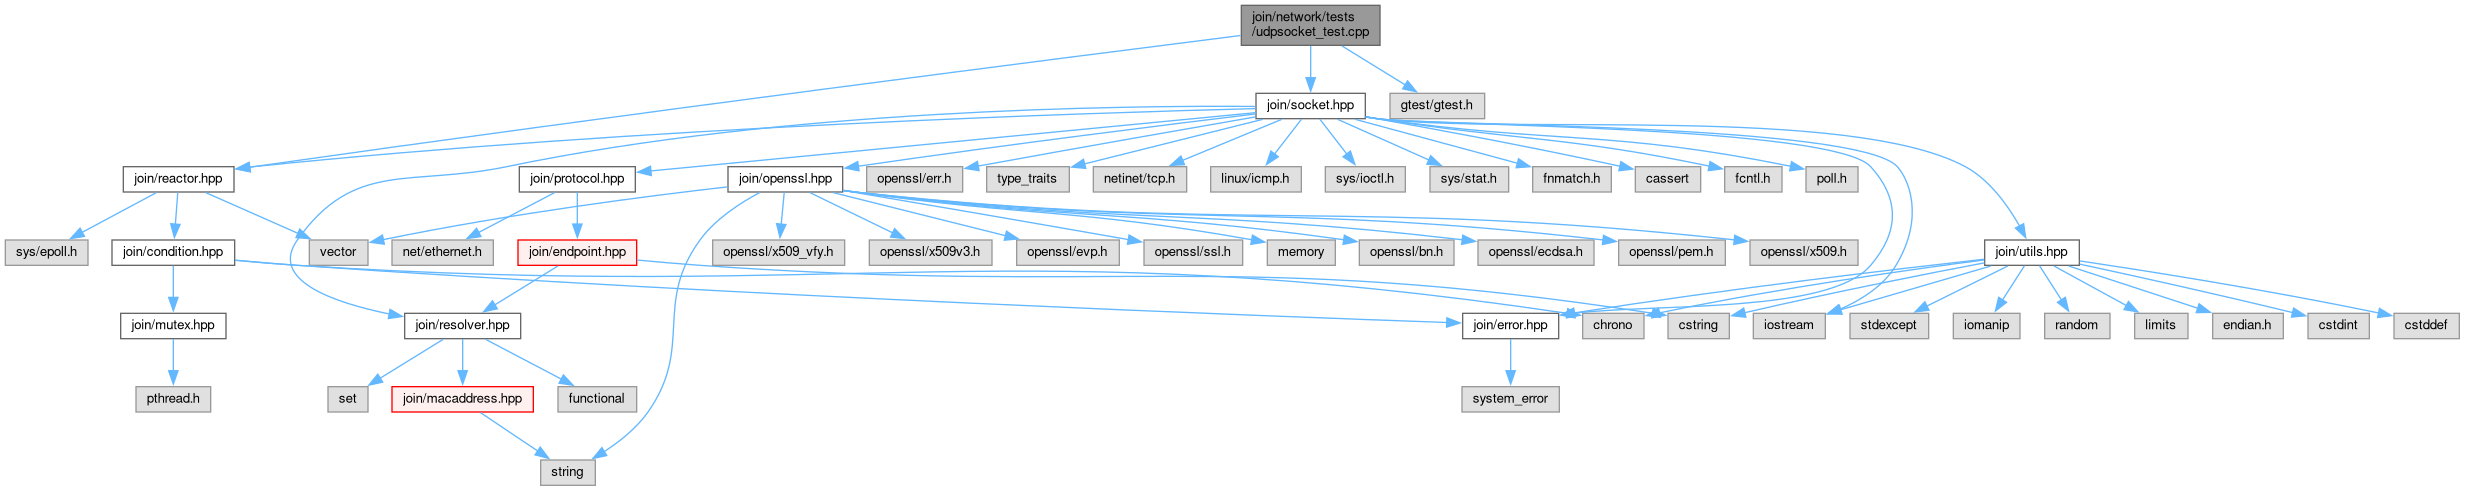 join/network/tests
/udpsocket_test.cpp
join/socket.hpp
gtest/gtest.h
join/reactor.hpp
join/protocol.hpp
join/openssl.hpp
openssl/err.h
type_traits
netinet/tcp.h
linux/icmp.h
sys/ioctl.h
sys/stat.h
fnmatch.h
cassert
fcntl.h
poll.h
sys/epoll.h
join/condition.hpp
vector
net/ethernet.h
join/endpoint.hpp
openssl/x509_vfy.h
openssl/x509v3.h
openssl/evp.h
openssl/ssl.h
memory
openssl/bn.h
openssl/ecdsa.h
openssl/pem.h
openssl/x509.h
join/utils.hpp
join/mutex.hpp
join/resolver.hpp
join/error.hpp
chrono
cstring
iostream
stdexcept
iomanip
random
limits
endian.h
cstdint
cstddef
pthread.h
set
join/macaddress.hpp
functional
system_error
string